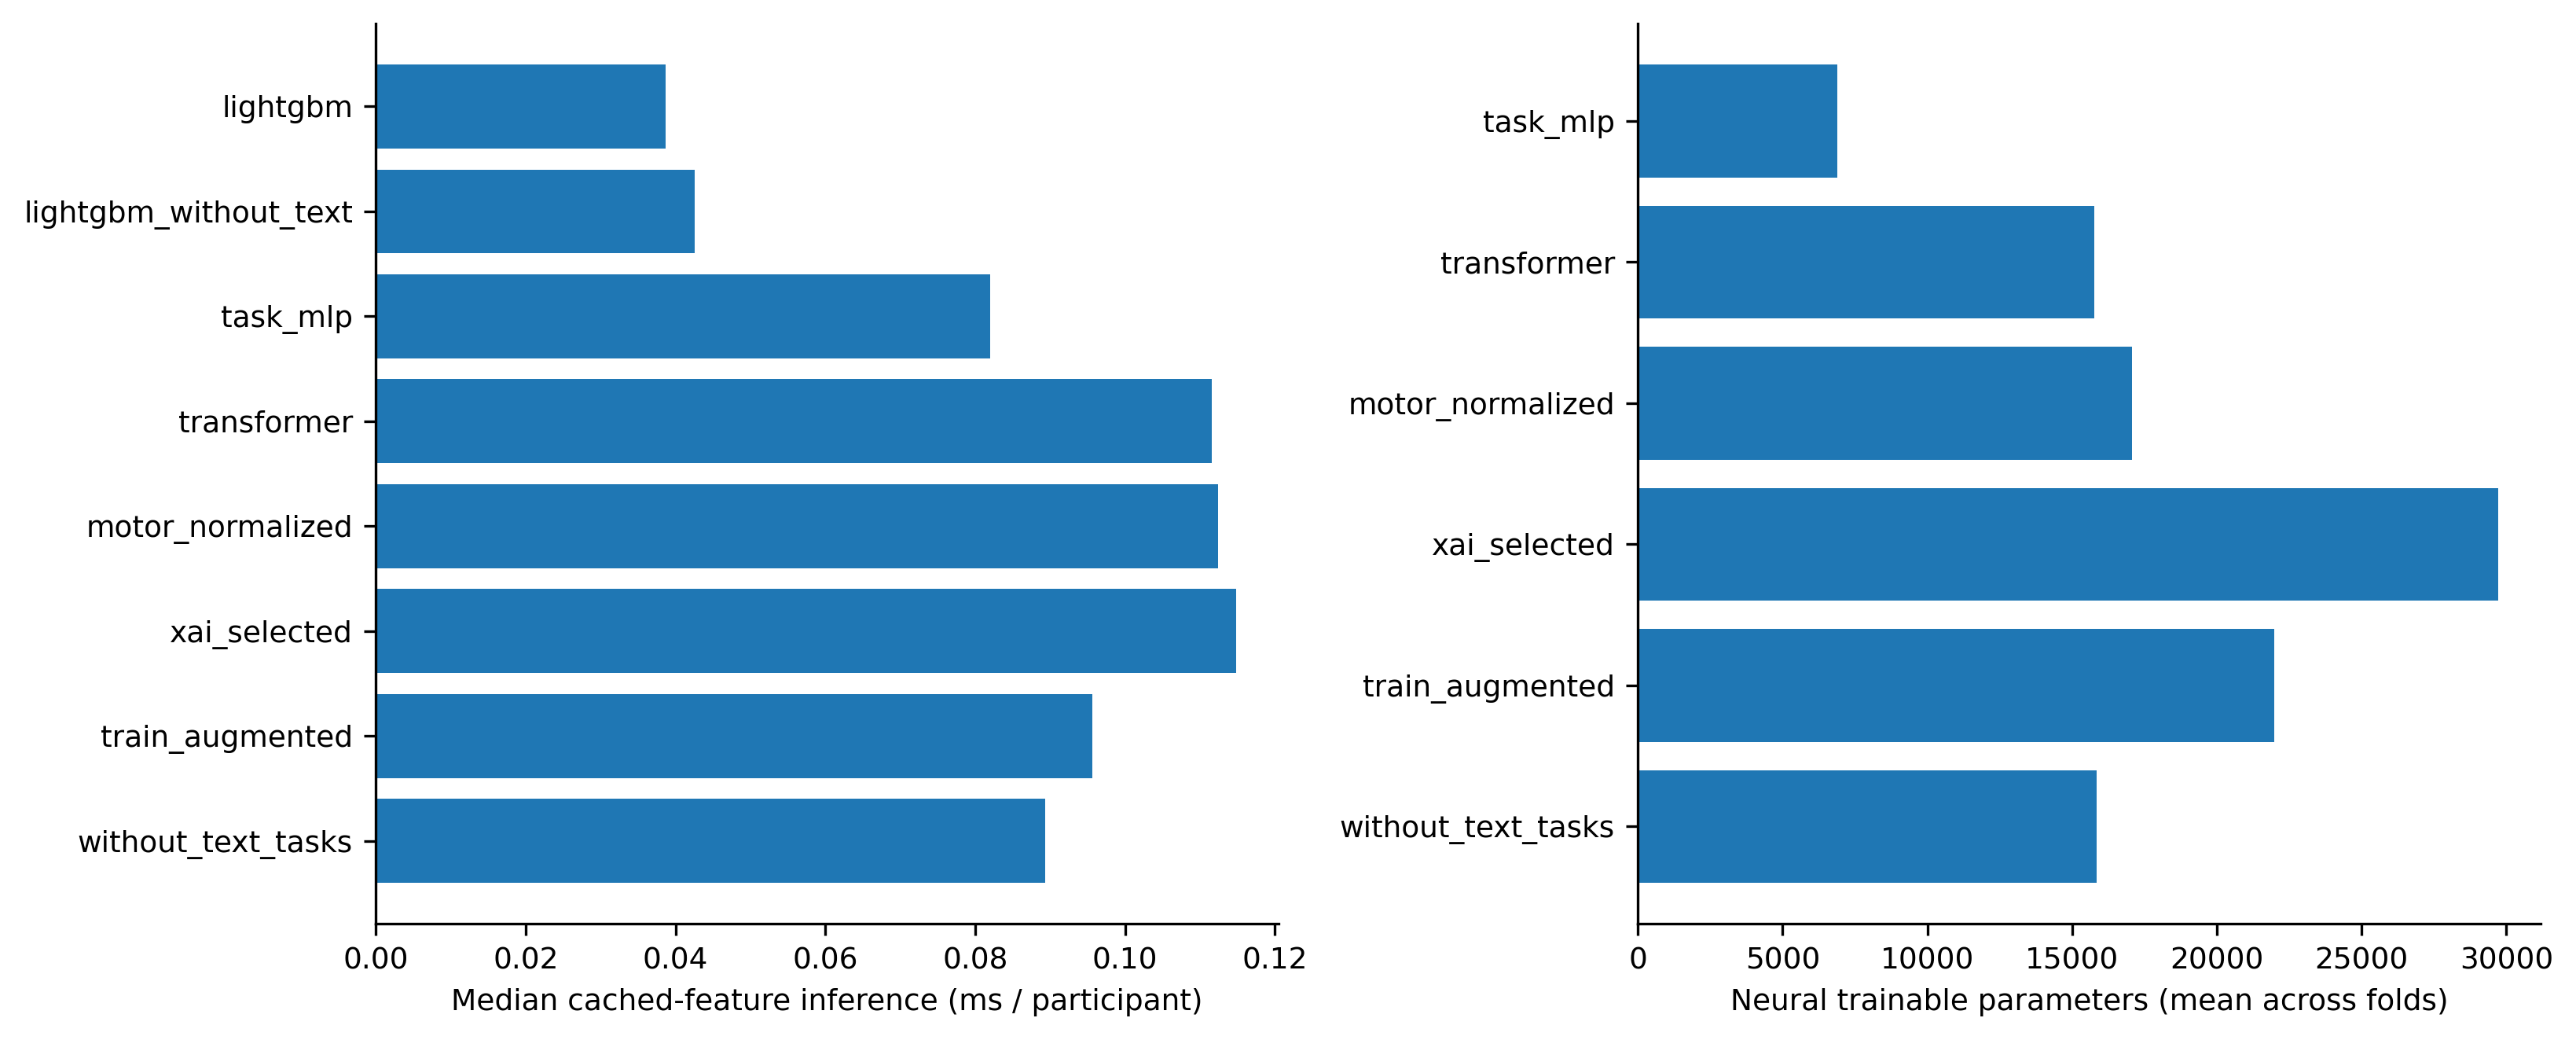 lightgbm
lightgbm_without_text
task_mlp
transformer
motor_normalized
xai_selected
train_augmented
without_text_tasks
0.00 0.02 0.04 0.06 0.08 0.10 0.12
Median cached-feature inference (ms / participant)
task_mlp
transformer
motor_normalized
xai_selected
train_augmented
without_text_tasks
0 5000 10000 15000 20000 25000 30000
Neural trainable parameters (mean across folds)